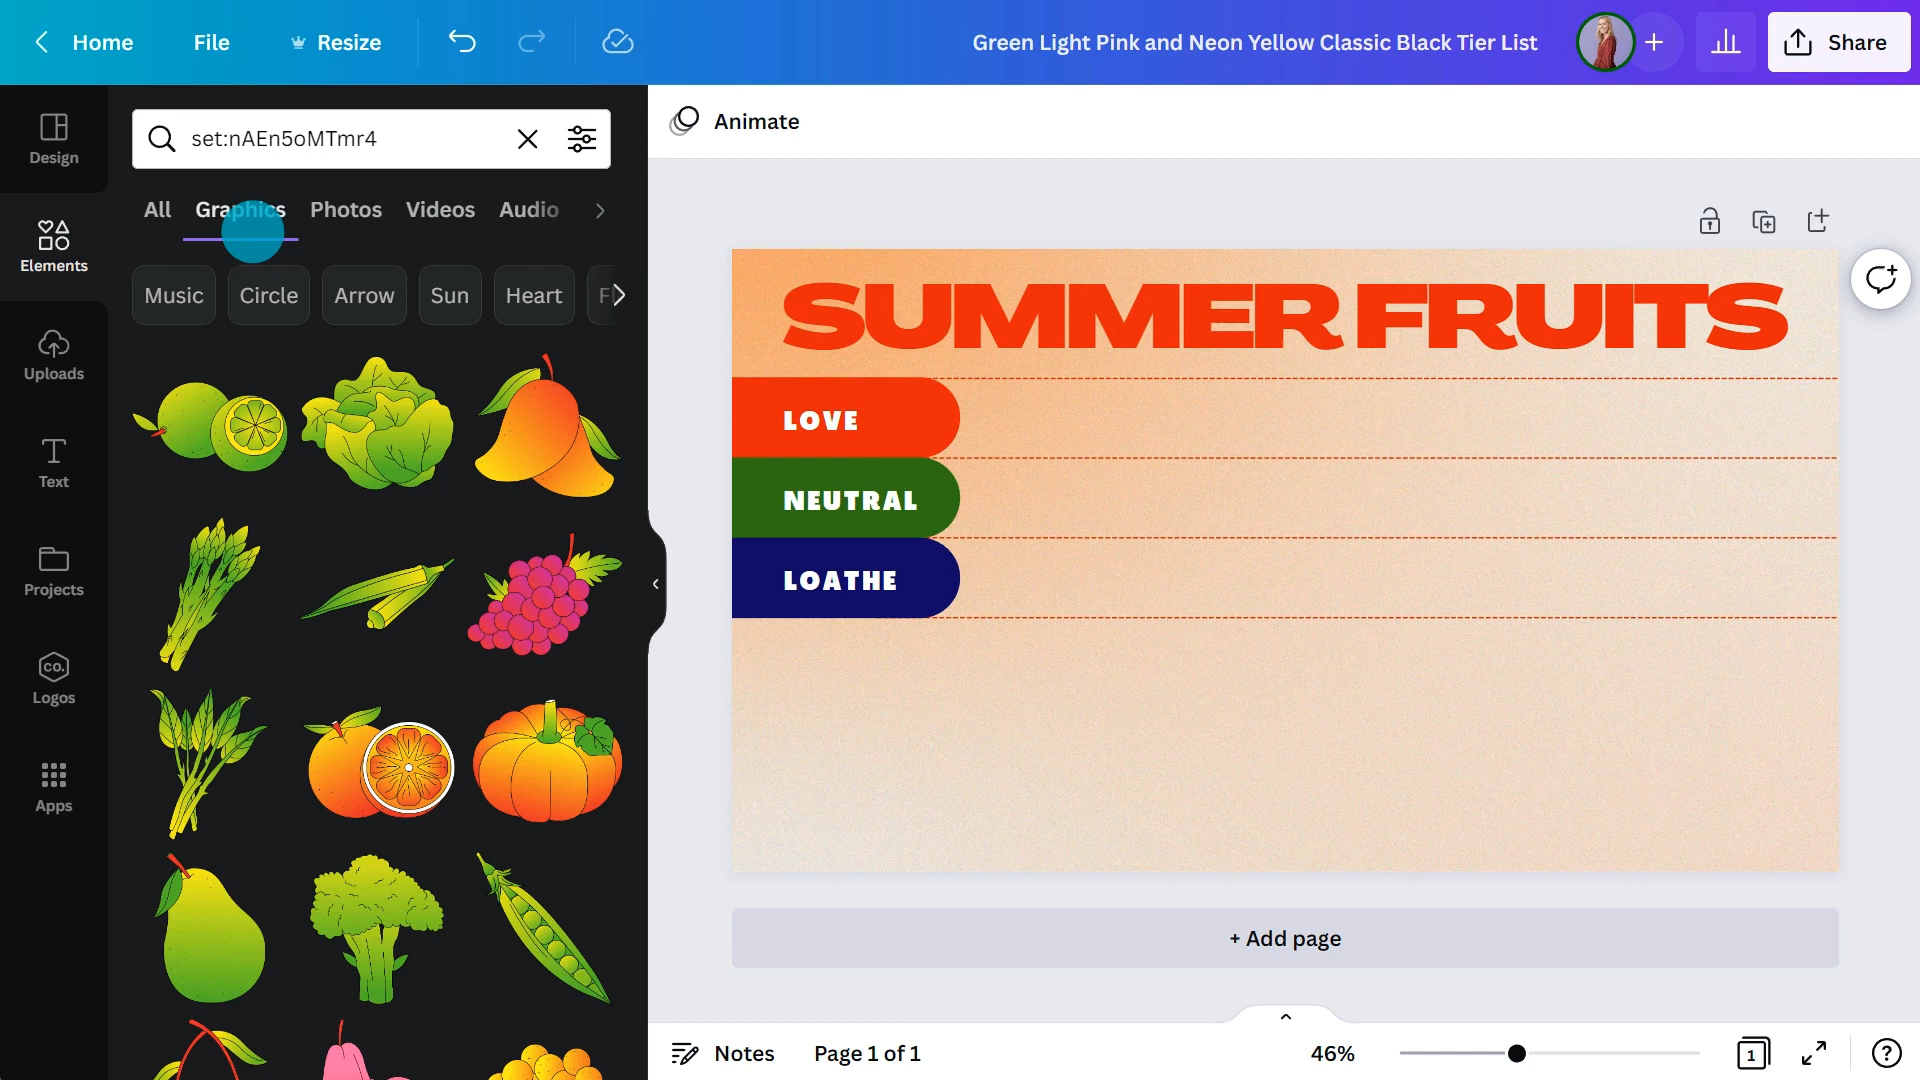 Home
File
Resize
Green Light Pink and Neon Yellow Classic Black Tier List
Share
Design
Elements
Uploads
Text
Projects
CO.
Logos
Apps
set:nAEn5oMTmr4
All
Graphics
Photos
Videos
Audio
Music
Circle
Arrow
Sun
Heart
Animate
SUMMER FRUITS
LOVE
NEUTRAL
LOATHE
+ Add page
Notes
Page 1 of 1
46%
1
?